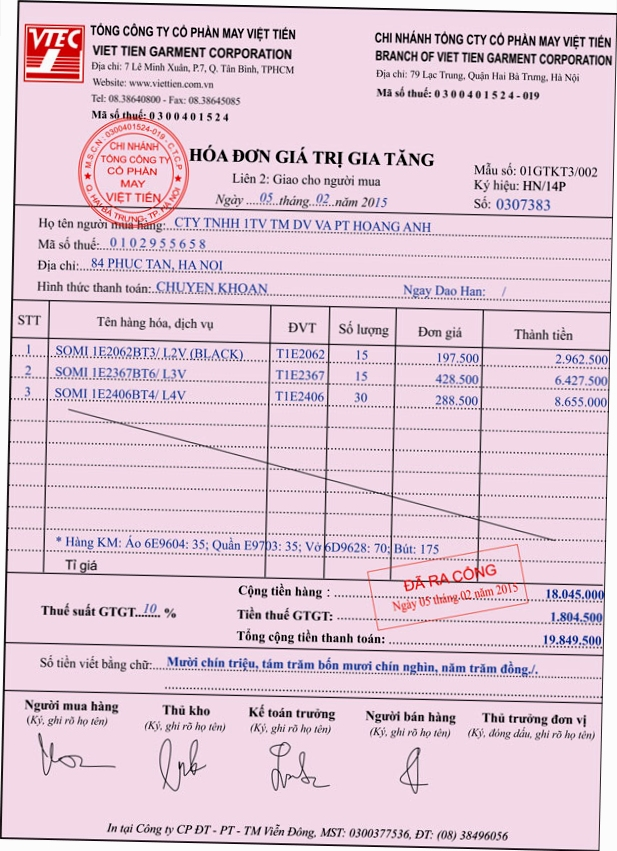 VTEC
TỔNG CÔNG TY CỔ PHẦN MAY VIỆT TIẾN
VIET TIEN GARMENT CORPORATION
Địa chỉ: 7 Lê Minh Xuân, P.7, Q. Tân Bình, TPHCM
Website: www.viettien.com.vn
Tel: 08.38640800 - Fax: 08.38645085
Mã số thuế: 0 3 0 0 4 0 1 5 2 4
CHI NHÁNH TỔNG CTY CỔ PHẦN MAY VIỆT TIẾN
BRANCH OF VIET TIEN GARMENT CORPORATION
Địa chỉ: 79 Lạc Trung, Quận Hai Bà Trưng, Hà Nội
Mã số thuế: 0 3 0 0 4 0 1 5 2 4 - 019
M.S.C.N - 0300401524-019 - C.T.C.P
CHI NHÁNH
TỔNG CÔNG TY
CỔ PHẦN
MAY
VIỆT TIẾN
Q. HAI BÀ TRƯNG, TP. HÀ NỘI
HÓA ĐƠN GIÁ TRỊ GIA TĂNG
Liên 2: Giao cho người mua
Ngày .....05..tháng..02..năm 2015
Mẫu số: 01GTKT3/002
Ký hiệu: HN/14P
Số: 0307383
Họ tên người mua hàng: CTY TNHH 1TV TM DV VA PT HOANG ANH
Mã số thuế: 0 1 0 2 9 5 5 6 5 8
Địa chỉ: 84 PHUC TAN, HA NOI
Hình thức thanh toán: CHUYEN KHOAN Ngay Dao Han: /
STT Tên hàng hóa, dịch vụ ĐVT Số lượng Đơn giá Thành tiền
1 SOMI 1E2062BT3/ L2V (BLACK) T1E2062 15 197.500 2.962.500
2 SOMI 1E2367BT6/ L3V T1E2367 15 428.500 6.427.500
3 SOMI 1E2406BT4/ L4V T1E2406 30 288.500 8.655.000
* Hàng KM: Áo 6E9604: 35; Quần E9703: 35; Vớ 6D9628: 70; Bút: 175
Tỉ giá
ĐÃ RA CỔNG
Ngày 05 tháng 02 năm 2015
Cộng tiền hàng : 18.045.000
Thuế suất GTGT 10 % Tiền thuế GTGT: 1.804.500
Tổng cộng tiền thanh toán: 19.849.500
Số tiền viết bằng chữ: Mười chín triệu, tám trăm bốn mươi chín nghìn, năm trăm đồng./.
Người mua hàng Thủ kho Kế toán trưởng Người bán hàng Thủ trưởng đơn vị
(Ký, ghi rõ họ tên) (Ký, ghi rõ họ tên) (Ký, ghi rõ họ tên) (Ký, ghi rõ họ tên) (Ký, đóng dấu, ghi rõ họ tên)
In tại Công ty CP ĐT - PT - TM Viễn Đông, MST: 0300377536, ĐT: (08) 38496056